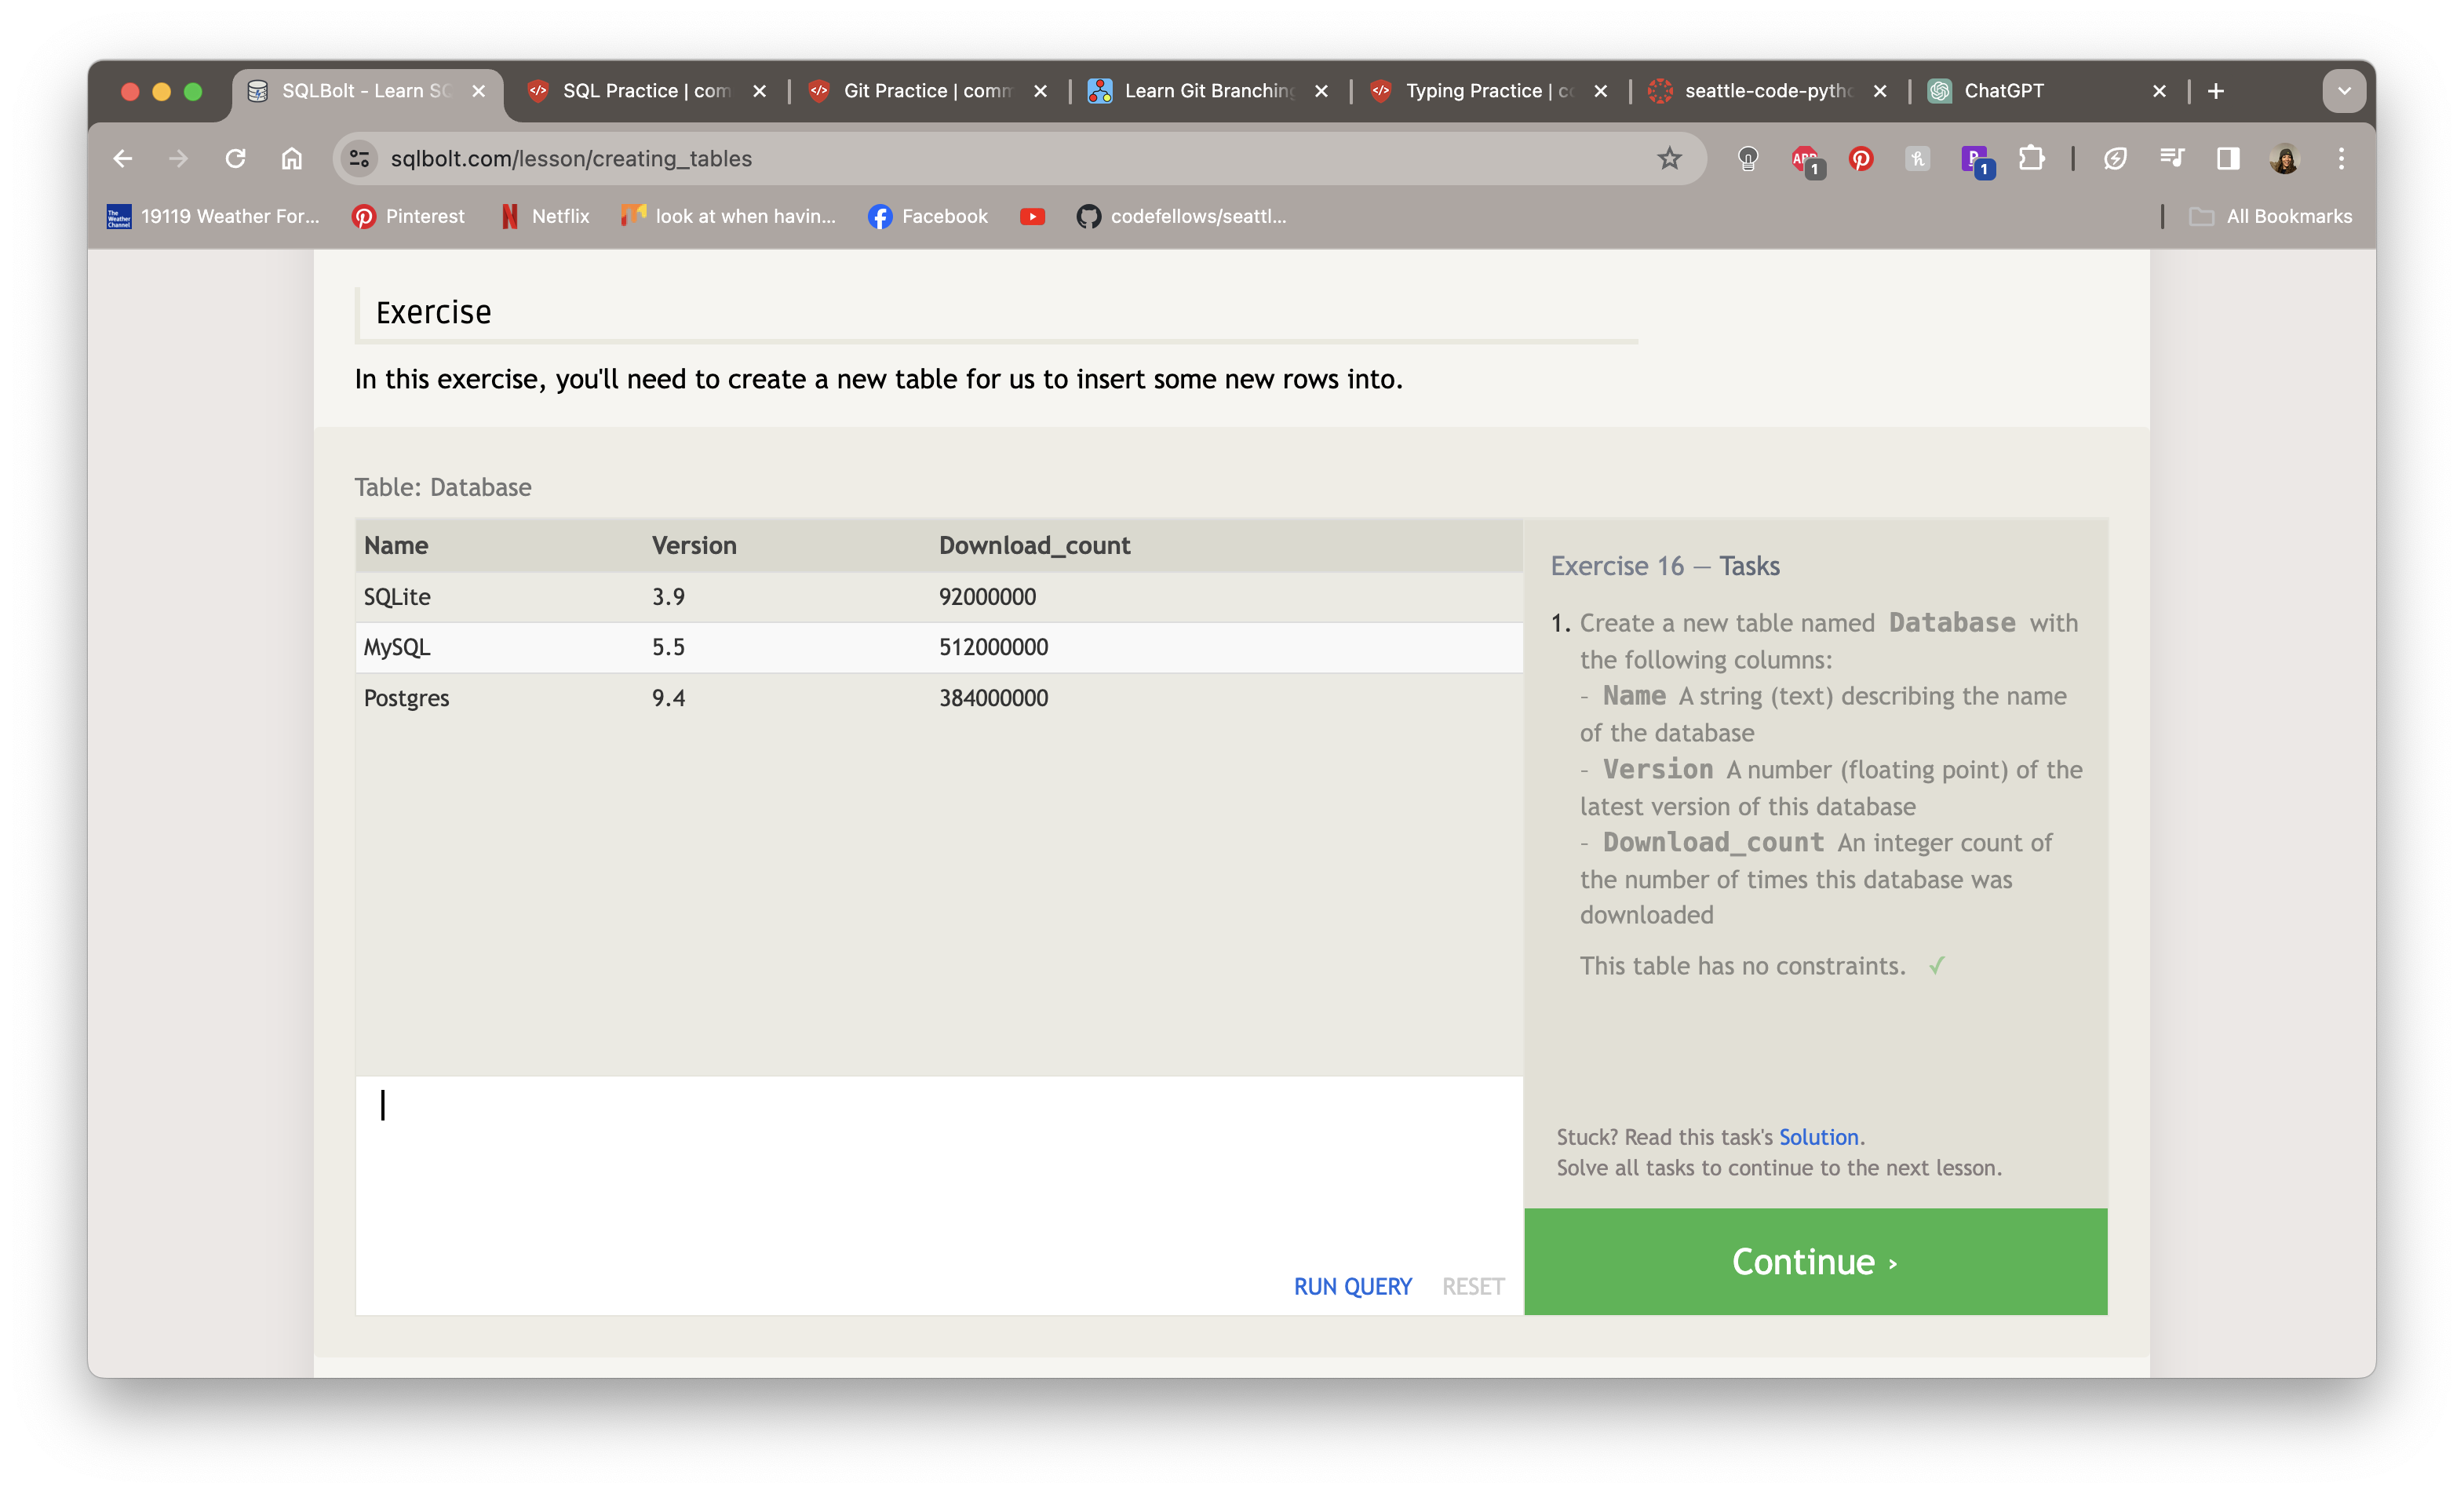 SQLBolt - Learn SC
SQL Practice | com
Git Practice | comm
Learn Git Branching
Typing Practice | c
seattle-code-pytho
ChatGPT
sqlbolt.com/lesson/creating_tables
ABP
1
1
The Weather Channel
19119 Weather For...
Pinterest
Netflix
look at when havin...
Facebook
codefellows/seattl...
All Bookmarks
Exercise
In this exercise, you'll need to create a new table for us to insert some new rows into.
Table: Database
Name Version Download_count
SQLite 3.9 92000000
MySQL 5.5 512000000
Postgres 9.4 384000000
RUN QUERY RESET
Exercise 16 — Tasks
1. Create a new table named Database with
the following columns:
- Name A string (text) describing the name
of the database
- Version A number (floating point) of the
latest version of this database
- Download_count An integer count of
the number of times this database was
downloaded
This table has no constraints. ✓
Stuck? Read this task's Solution.
Solve all tasks to continue to the next lesson.
Continue ›